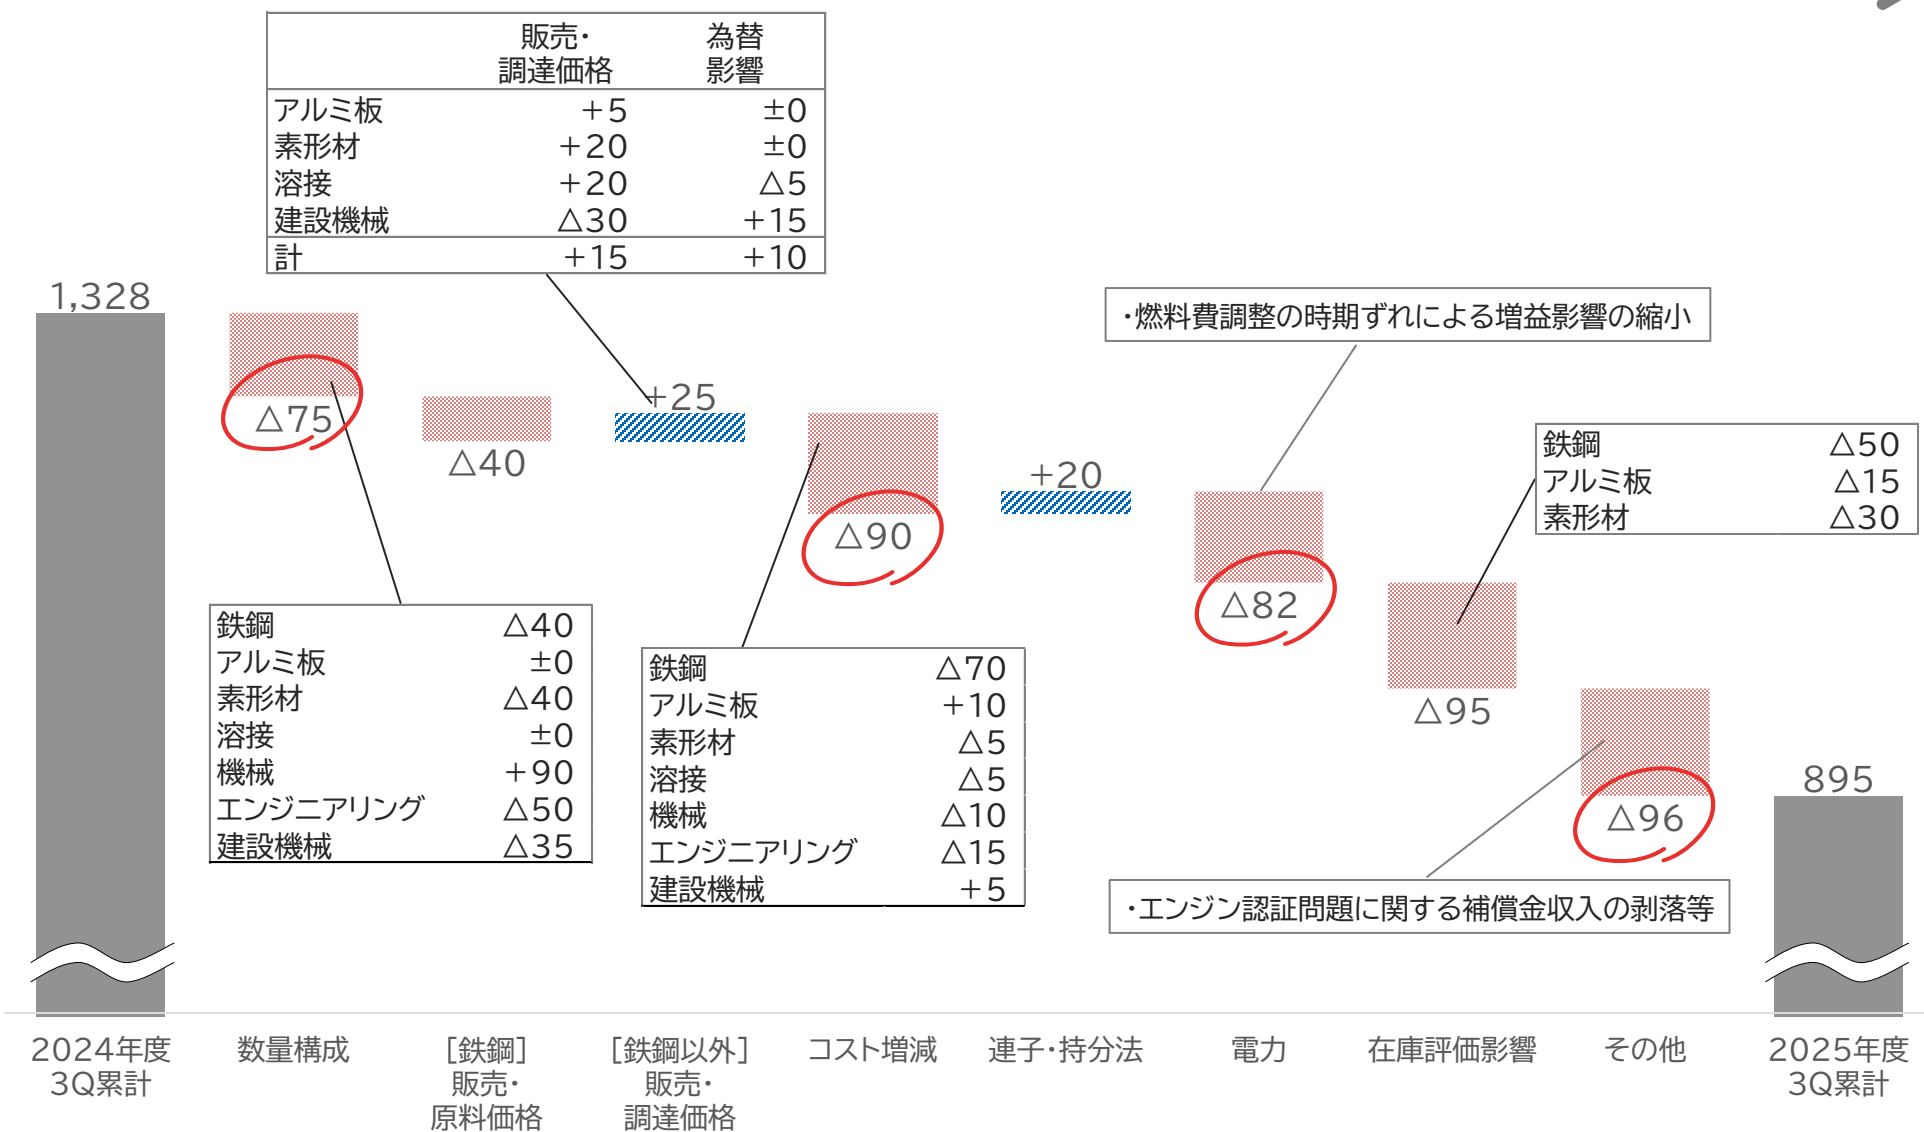 販売・ 為替
調達価格 影響
アルミ板 +5 ±0
素形材 +20 ±0
溶接 +20 △5
建設機械 △30 +15
計 +15 +10
1,328
△75
△40
+25
△90
+20
・燃料費調整の時期ずれによる増益影響の縮小
△82
鉄鋼 △50
アルミ板 △15
素形材 △30
△95
△96
895
鉄鋼 △40
アルミ板 ±0
素形材 △40
溶接 ±0
機械 +90
エンジニアリング △50
建設機械 △35
鉄鋼 △70
アルミ板 +10
素形材 △5
溶接 △5
機械 △10
エンジニアリング △15
建設機械 +5
・エンジン認証問題に関する補償金収入の剥落等
2024年度
3Q累計
数量構成
[鉄鋼]
販売・
原料価格
[鉄鋼以外]
販売・
調達価格
コスト増減
連子・持分法
電力
在庫評価影響
その他
2025年度
3Q累計